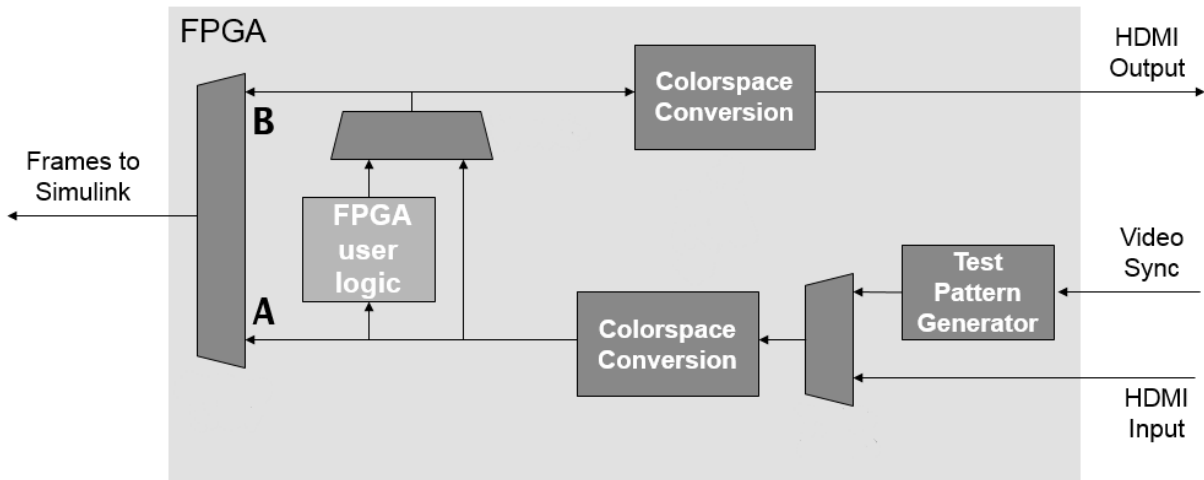 FPGA
Colorspace
Conversion
HDMI
Output
B
Frames to
Simulink
FPGA
user
logic
A
Colorspace
Conversion
Test
Pattern
Generator
Video
Sync
HDMI
Input